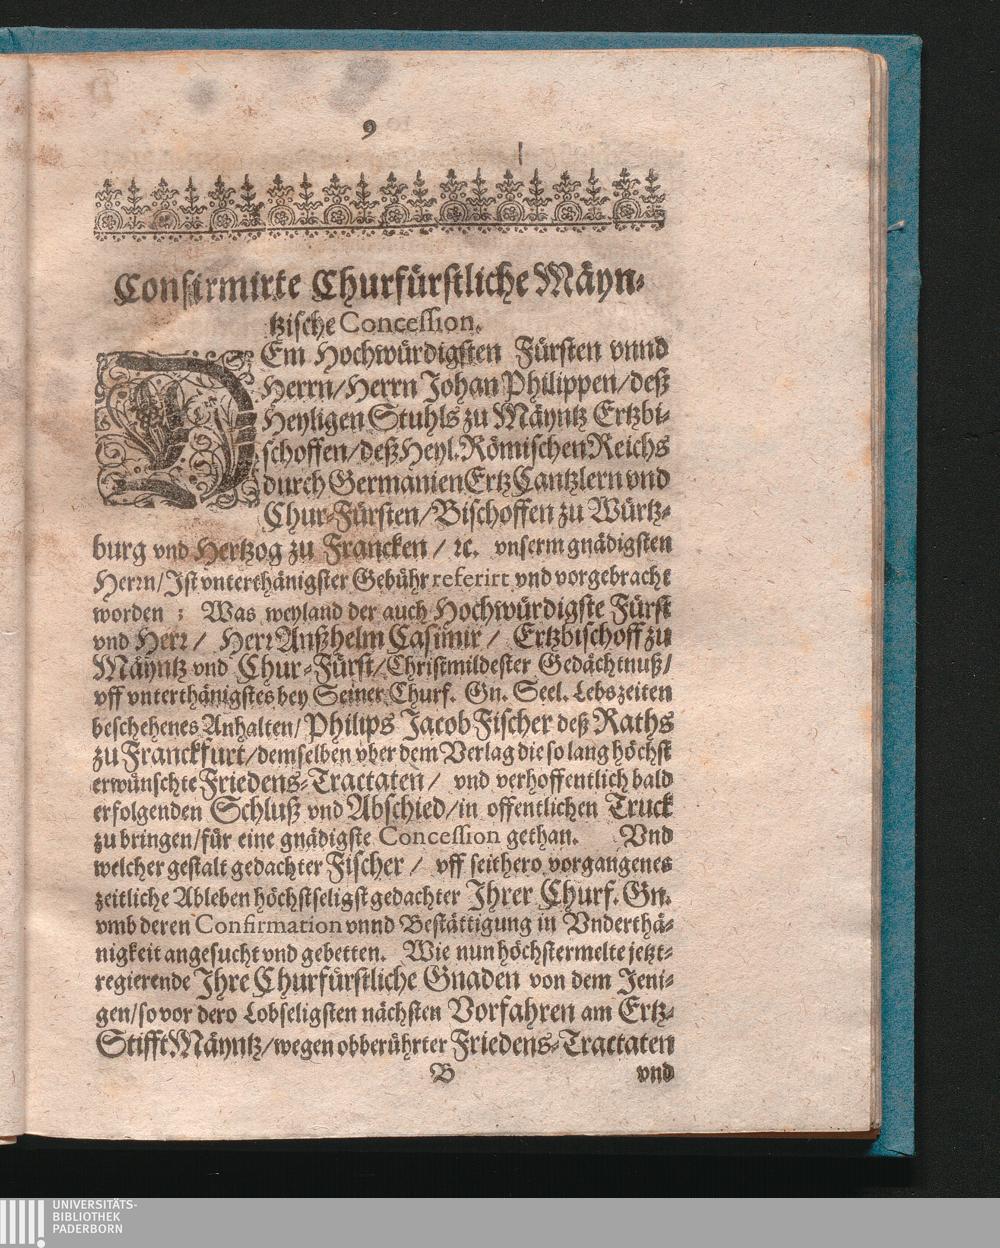 9
Confirmirte Churfürstliche Mäyn-
tzische Concession.
DEm Hochwürdigsten Fürsten vnnd
Herrn/Herrn Johan Philippen/deß
Heyligen Stuhls zu Mäyntz Ertzbi-
schoffen/deß Heyl. Römischen Reichs
durch Germanien Ertz Cantzlern vnd
Chur-Fürsten/Bischoffen zu Würtz-
burg vnd Hertzog zu Francken / ꝛc. vnserm gnädigsten
Herrn/Ist vnterthänigster Gebühr referirt vnd vorgebracht
worden ; Was weyland der auch Hochwürdigste Fürst
vnd Herr / Herr Anßhelm Casimir / Ertzbischoff zu
Mäyntz vnd Chur-Fürst/Christmildester Gedächtnuß/
vff vnterthänigstes bey Seiner Churf. Gn. Seel. Lebszeiten
beschehenes Anhalten/Philips Jacob Fischer deß Raths
zu Franckfurt/demselben vber dem Verlag die so lang höchst
erwünschte Friedens-Tractaten / vnd verhoffentlich bald
erfolgenden Schluß vnd Abschied/in offentlichen Truck
zu bringen/für eine gnädigste Concession gethan. Vnd
welcher gestalt gedachter Fischer / vff seithero vorgangenes
zeitliche Ableben höchstseligst gedachter Ihrer Churf. Gn.
vmb deren Confirmation vnnd Bestättigung in Vnderthä-
nigkeit angesucht vnd gebetten. Wie nun höchstermelte jetzt-
regierende Ihre Churfürstliche Gnaden von dem Jeni-
gen/so vor dero Lobseligsten nächsten Vorfahren am Ertz-
Stifft Mäyntz/wegen obberührter Friedens-Tractaten
B vnd
UNIVERSITÄTS-
BIBLIOTHEK
PADERBORN